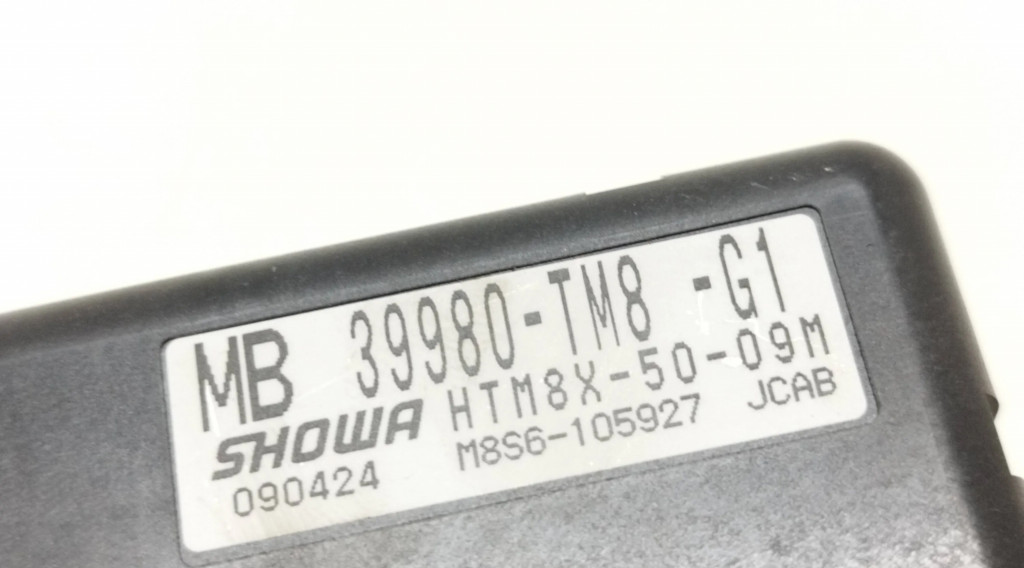 MB 39980-TM8 -G1
SHOWA HTM8X-50-09M
090424 M8S6-105927 JCAB